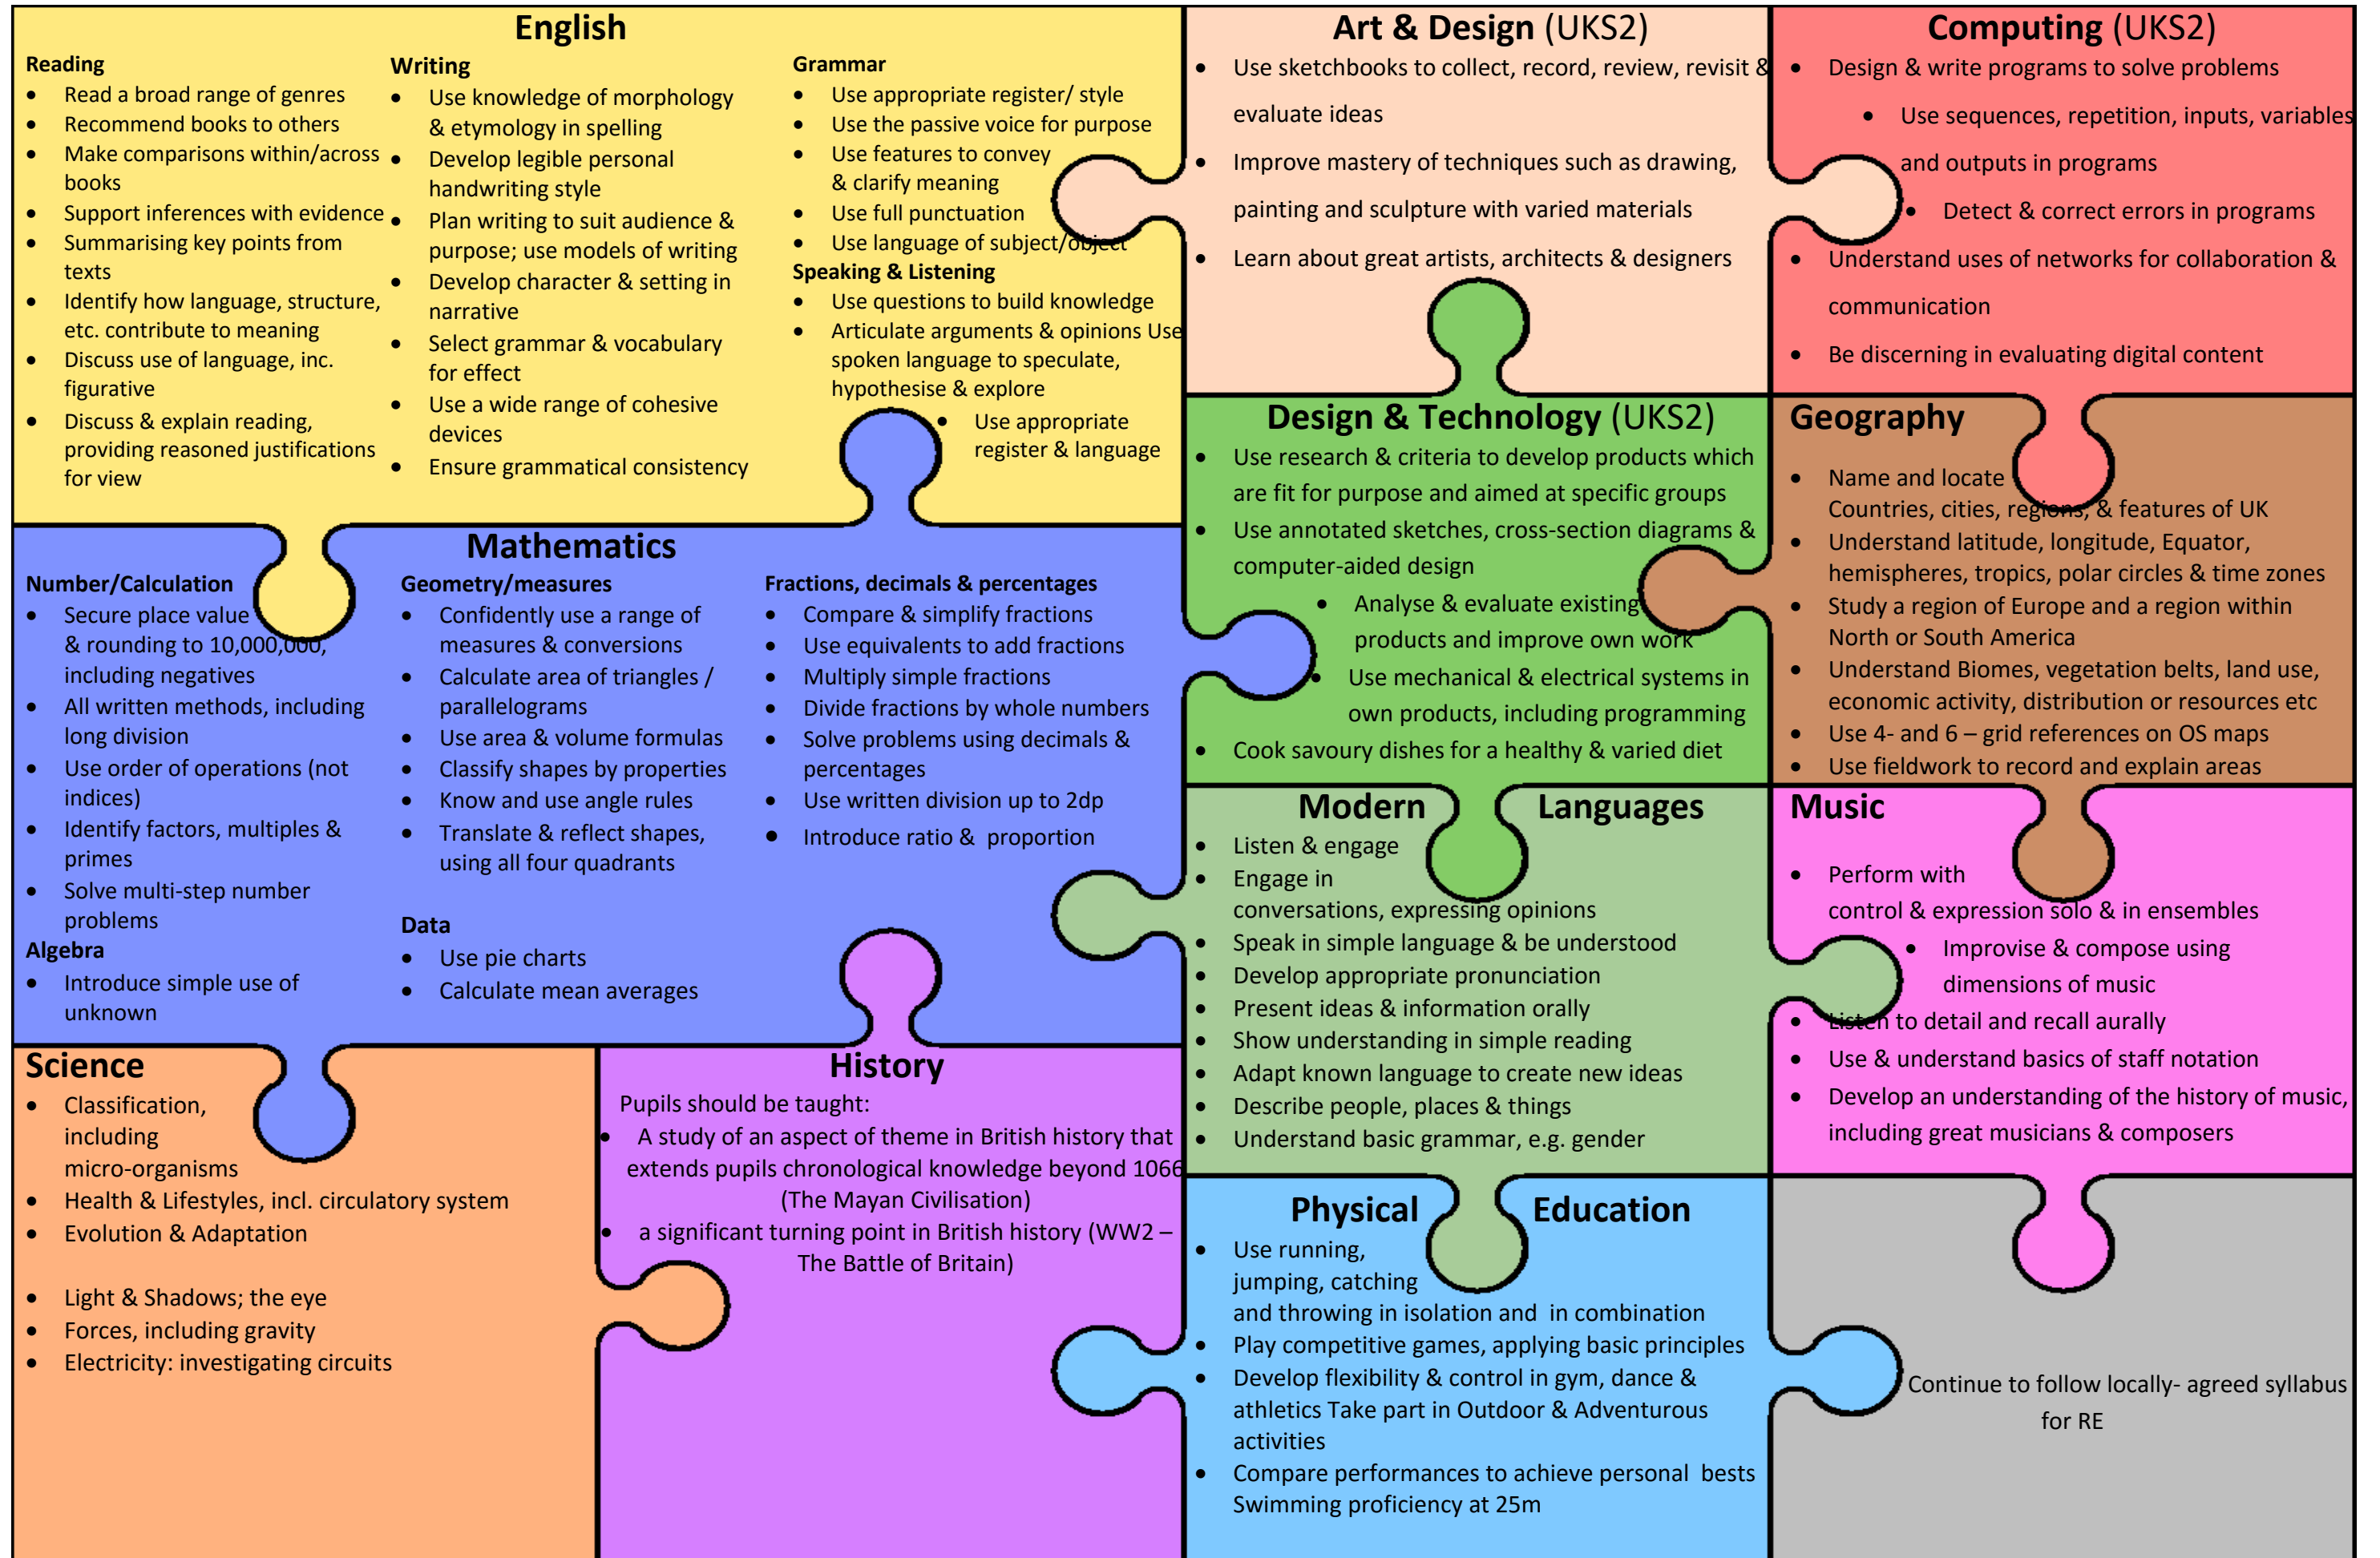 English
Reading
• Read a broad range of genres
• Recommend books to others
• Make comparisons within/across
books
• Support inferences with evidence
• Summarising key points from
texts
• Identify how language, structure,
etc. contribute to meaning
• Discuss use of language, inc.
figurative
• Discuss & explain reading,
providing reasoned justifications
for view
Writing
• Use knowledge of morphology
& etymology in spelling
• Develop legible personal
handwriting style
• Plan writing to suit audience &
purpose; use models of writing
• Develop character & setting in
narrative
• Select grammar & vocabulary
for effect
• Use a wide range of cohesive
devices
• Ensure grammatical consistency
Grammar
• Use appropriate register/ style
• Use the passive voice for purpose
• Use features to convey
& clarify meaning
• Use full punctuation
• Use language of subject/object
Speaking & Listening
• Use questions to build knowledge
• Articulate arguments & opinions Use
spoken language to speculate,
hypothesise & explore
• Use appropriate
register & language
Art & Design (UKS2)
• Use sketchbooks to collect, record, review, revisit &
evaluate ideas
• Improve mastery of techniques such as drawing,
painting and sculpture with varied materials
• Learn about great artists, architects & designers
Computing (UKS2)
• Design & write programs to solve problems
• Use sequences, repetition, inputs, variables
and outputs in programs
• Detect & correct errors in programs
• Understand uses of networks for collaboration &
communication
• Be discerning in evaluating digital content
Design & Technology (UKS2)
• Use research & criteria to develop products which
are fit for purpose and aimed at specific groups
• Use annotated sketches, cross-section diagrams &
computer-aided design
• Analyse & evaluate existing
products and improve own work
• Use mechanical & electrical systems in
own products, including programming
• Cook savoury dishes for a healthy & varied diet
Geography
• Name and locate
Countries, cities, regions, & features of UK
• Understand latitude, longitude, Equator,
hemispheres, tropics, polar circles & time zones
• Study a region of Europe and a region within
North or South America
• Understand Biomes, vegetation belts, land use,
economic activity, distribution or resources etc
• Use 4- and 6 – grid references on OS maps
• Use fieldwork to record and explain areas
Mathematics
Number/Calculation
• Secure place value
& rounding to 10,000,000,
including negatives
• All written methods, including
long division
• Use order of operations (not
indices)
• Identify factors, multiples &
primes
• Solve multi-step number
problems
Algebra
• Introduce simple use of
unknown
Geometry/measures
• Confidently use a range of
measures & conversions
• Calculate area of triangles /
parallelograms
• Use area & volume formulas
• Classify shapes by properties
• Know and use angle rules
• Translate & reflect shapes,
using all four quadrants
Data
• Use pie charts
• Calculate mean averages
Fractions, decimals & percentages
• Compare & simplify fractions
• Use equivalents to add fractions
• Multiply simple fractions
• Divide fractions by whole numbers
• Solve problems using decimals &
percentages
• Use written division up to 2dp
• Introduce ratio & proportion
Modern Languages
• Listen & engage
• Engage in
conversations, expressing opinions
• Speak in simple language & be understood
• Develop appropriate pronunciation
• Present ideas & information orally
• Show understanding in simple reading
• Adapt known language to create new ideas
• Describe people, places & things
• Understand basic grammar, e.g. gender
Music
• Perform with
control & expression solo & in ensembles
• Improvise & compose using
dimensions of music
• Listen to detail and recall aurally
• Use & understand basics of staff notation
• Develop an understanding of the history of music,
including great musicians & composers
Science
• Classification,
including
micro-organisms
• Health & Lifestyles, incl. circulatory system
• Evolution & Adaptation
• Light & Shadows; the eye
• Forces, including gravity
• Electricity: investigating circuits
History
Pupils should be taught:
• A study of an aspect of theme in British history that
extends pupils chronological knowledge beyond 1066
(The Mayan Civilisation)
• a significant turning point in British history (WW2 –
The Battle of Britain)
Physical Education
• Use running,
jumping, catching
and throwing in isolation and in combination
• Play competitive games, applying basic principles
• Develop flexibility & control in gym, dance &
athletics Take part in Outdoor & Adventurous
activities
• Compare performances to achieve personal bests
Swimming proficiency at 25m
Continue to follow locally- agreed syllabus
for RE